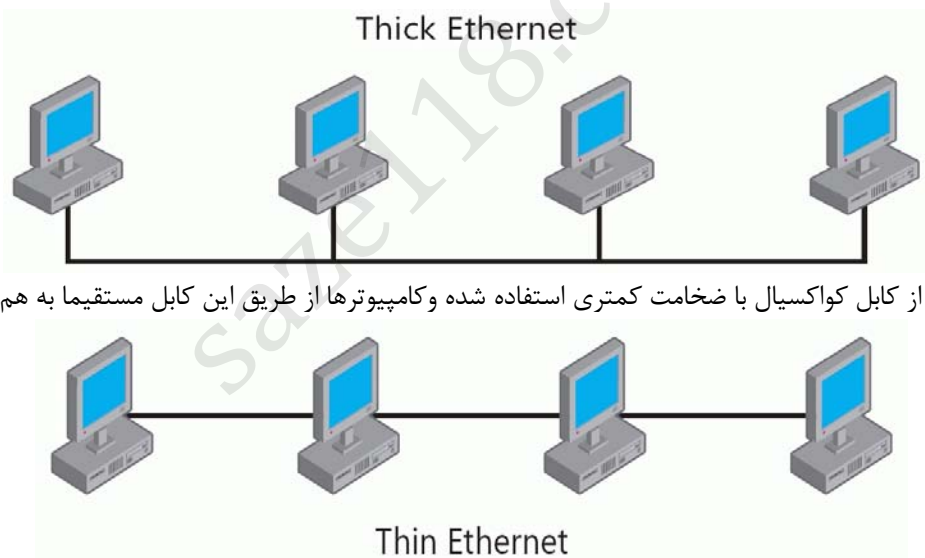 Thick Ethernet
از کابل کواکسیال با ضخامت کمتری استفاده شده وکامپیوترها از طریق این کابل مستقیما به هم
Thin Ethernet